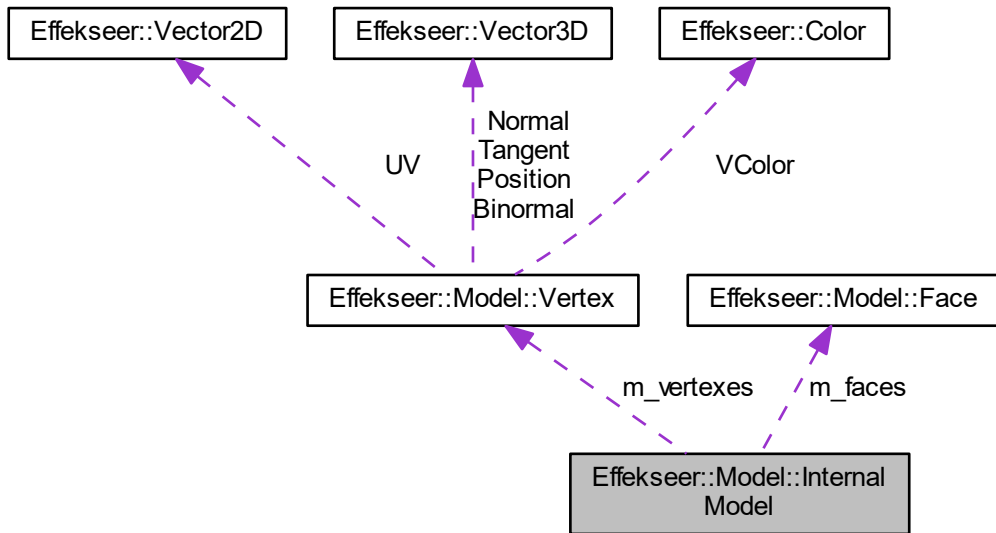 Effekseer::Vector2D
Effekseer::Vector3D
Effekseer::Color
UV
Normal
Tangent
Position
Binormal
VColor
Effekseer::Model::Vertex
Effekseer::Model::Face
m_vertexes
m_faces
Effekseer::Model::Internal
Model